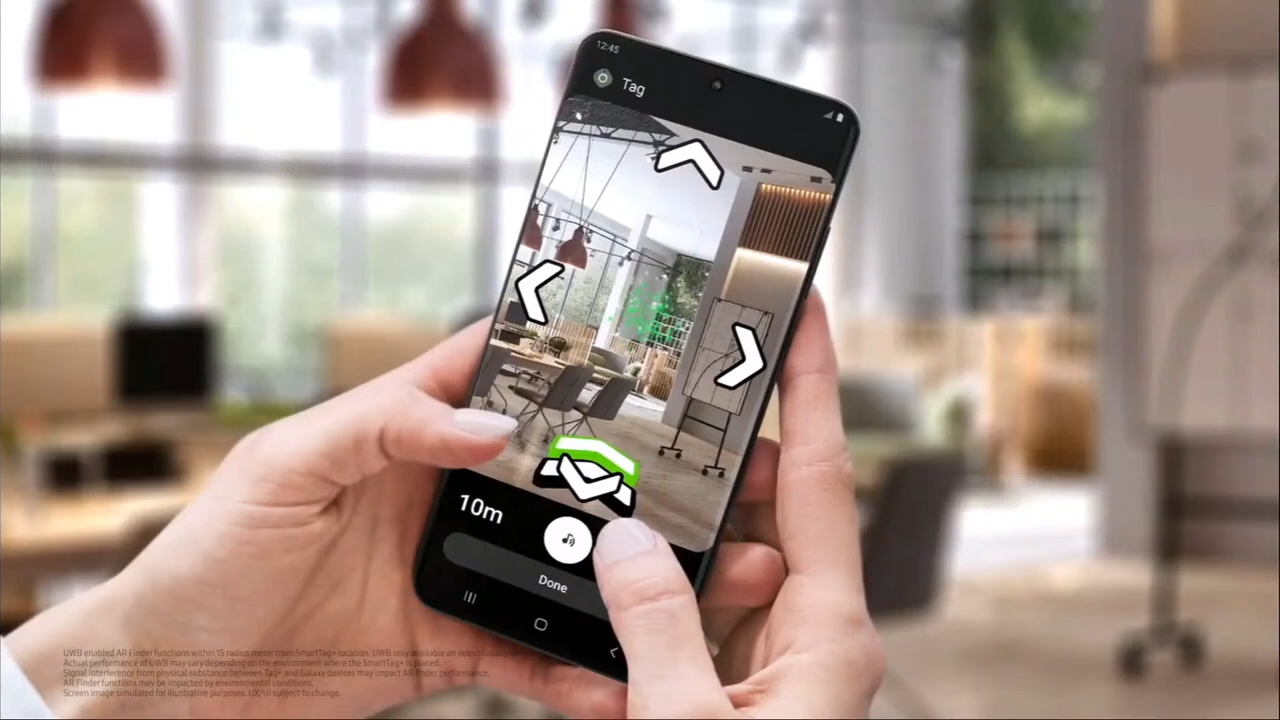 12:45
Tag
10m
Done
UWB enabled AR Finder functions within 15 radius meter from SmartTag+ location. UWB only available on select Galaxy
Actual performance of UWB may vary depending on the environment where the SmartTag+ is placed.
Signal interference from physical substance between Tag+ and Galaxy devices may impact AR Finder performance.
AR Finder functions may be impacted by environmental conditions.
Screen image simulated for illustrative purposes. UX/UI subject to change.